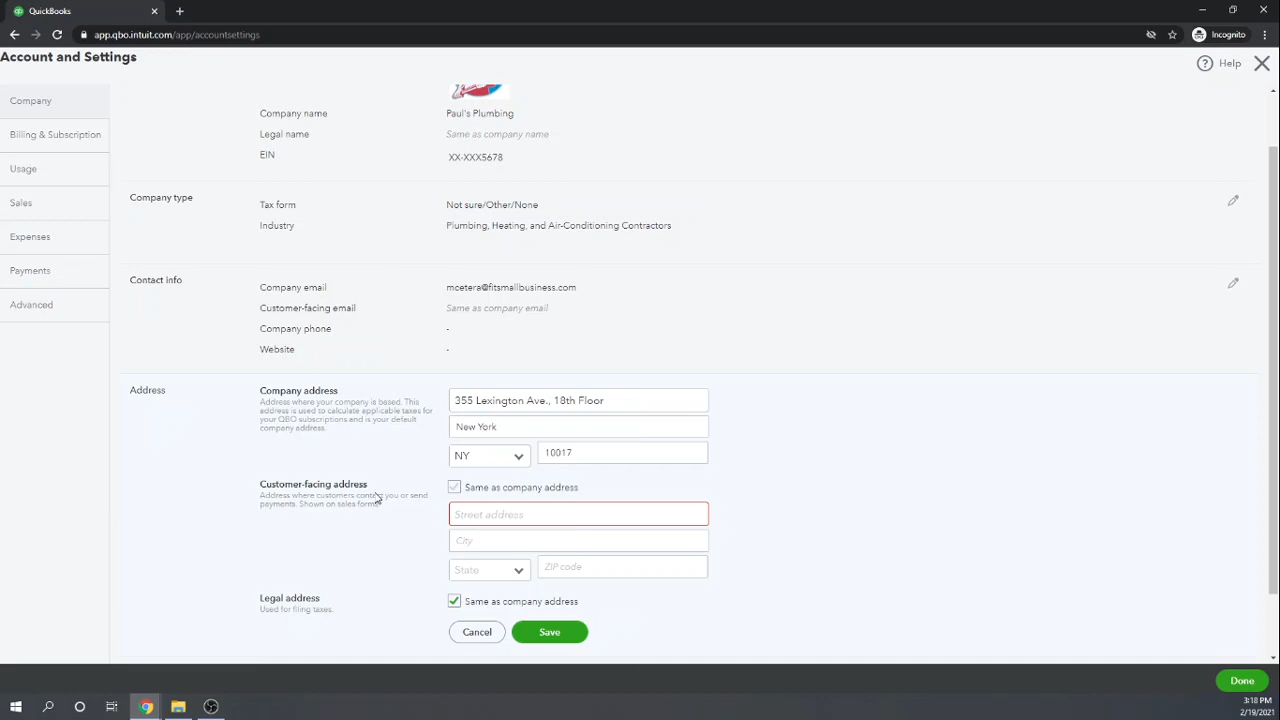 QuickBooks
app.qbo.intuit.com/app/accountsettings
Incognito
Account and Settings
Help
Company
Billing & Subscription
Usage
Sales
Expenses
Payments
Advanced
Company name Paul's Plumbing
Legal name Same as company name
EIN XX-XXX5678
Company type
Tax form Not sure/Other/None
Industry Plumbing, Heating, and Air-Conditioning Contractors
Contact info
Company email mcetera@fitsmallbusiness.com
Customer-facing email Same as company email
Company phone -
Website -
Address
Company address
Address where your company is based. This
address is used to calculate applicable taxes for
your QBO subscriptions and is your default
company address.
355 Lexington Ave., 18th Floor
New York
NY 10017
Customer-facing address
Address where customers contact you or send
payments. Shown on sales forms.
Same as company address
Street address
City
State ZIP code
Legal address
Used for filing taxes.
Same as company address
Cancel Save
Done
3:18 PM
2/19/2021